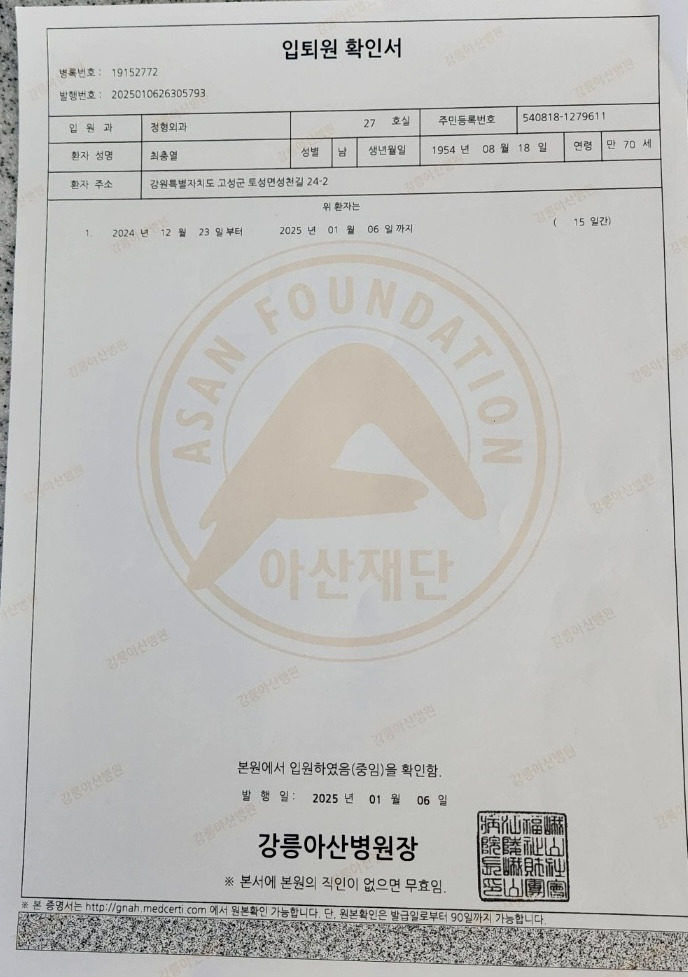 입퇴원 확인서
병록번호 : 19152772
발행번호 : 2025010626305793
입 원 과 정형외과 27 호실 주민등록번호 540818-1279611
환자 성명 최충열 성별 남 생년월일 1954 년 08 월 18 일 연령 만 70 세
환자 주소 강원특별자치도 고성군 토성면성천길 24-2
위 환자는
1. 2024 년 12 월 23 일 부터 2025 년 01 월 06 일 까지 ( 15 일간)
ASAN FOUNDATION
아산재단
강릉아산병원
본원에서 입원하였음(중임)을 확인함.
발 행 일 : 2025 년 01 월 06 일
강릉아산병원장
※ 본서에 본원의 직인이 없으면 무효임.
※ 본 증명서는 http://gnah.medcerti.com 에서 원본확인 가능합니다. 단, 원본확인은 발급일로부터 90일까지 가능합니다.